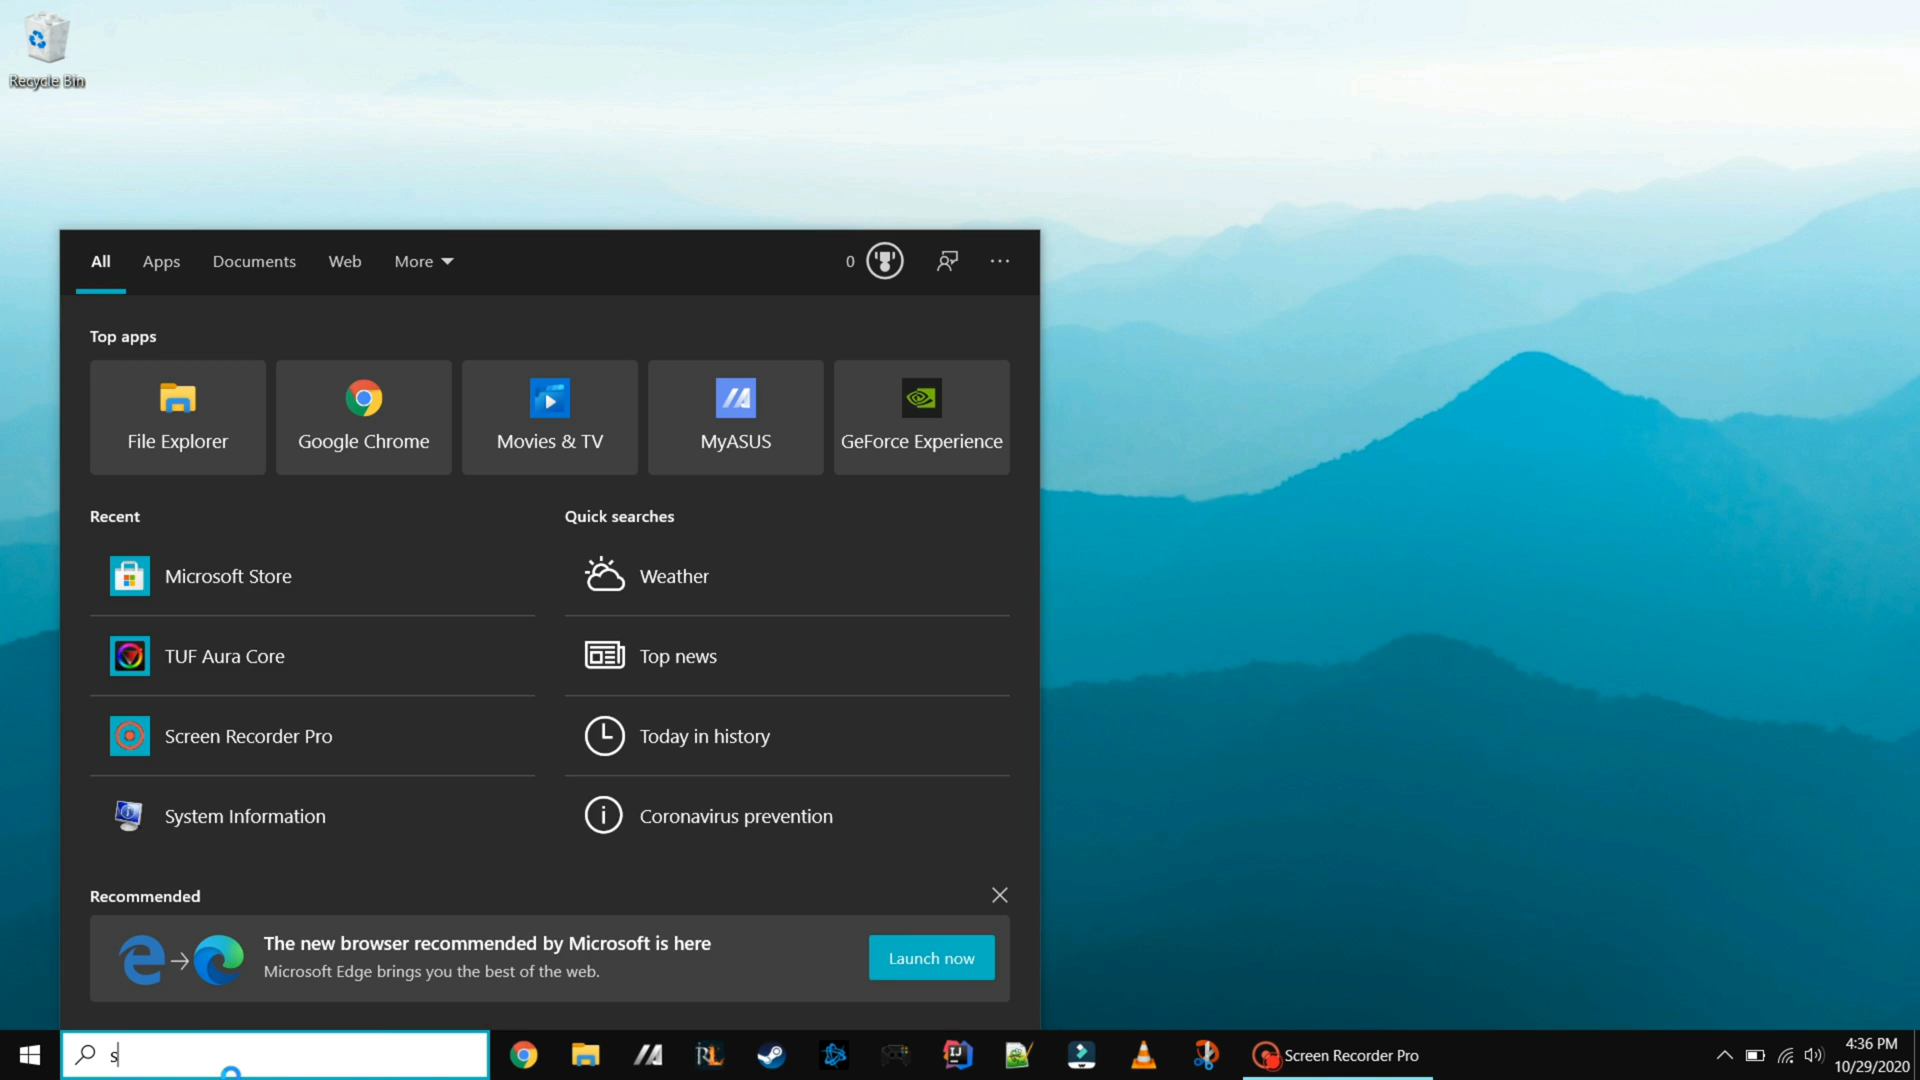 Recycle Bin
All Apps Documents Web More 0
Top apps
File Explorer Google Chrome Movies & TV MyASUS GeForce Experience
Recent Quick searches
Microsoft Store Weather
TUF Aura Core Top news
Screen Recorder Pro Today in history
System Information Coronavirus prevention
Recommended
The new browser recommended by Microsoft is here
Microsoft Edge brings you the best of the web.
Launch now
s
Screen Recorder Pro
4:36 PM
10/29/2020